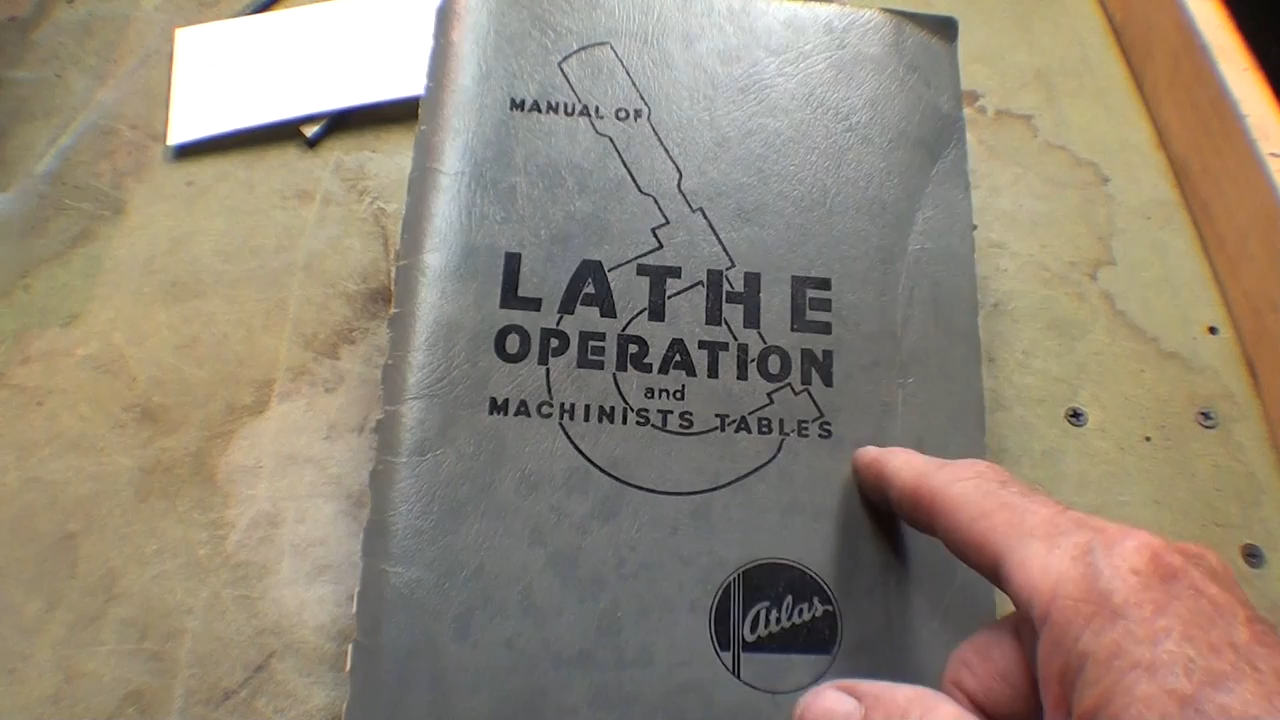 MANUAL OF
LATHE
OPERATION
and
MACHINISTS TABLES
Atlas